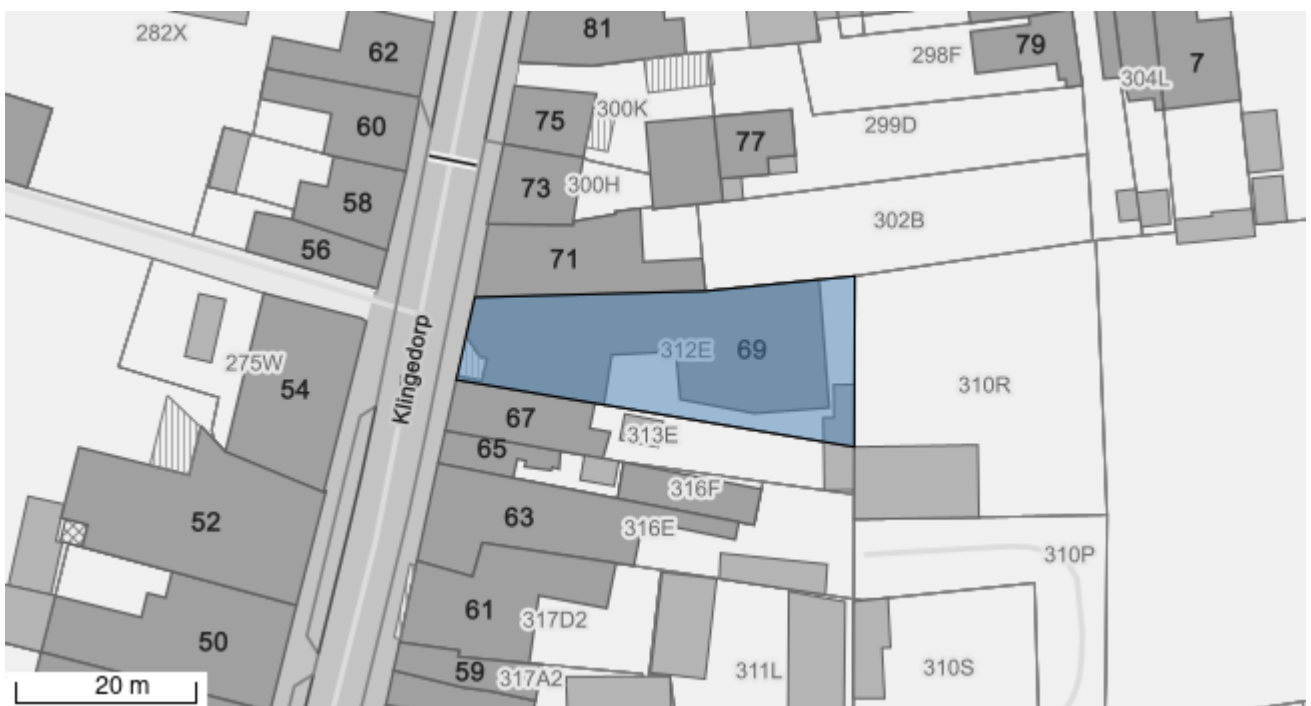 282X
62
81
298F
79
7
304L
60
75
300K
299D
77
58
73
300H
302B
56
71
Klingedorp
275W
54
312E
69
310R
67
313E
65
316F
52
63
316E
310P
50
61
317D2
59
317A2
311L
310S
20 m